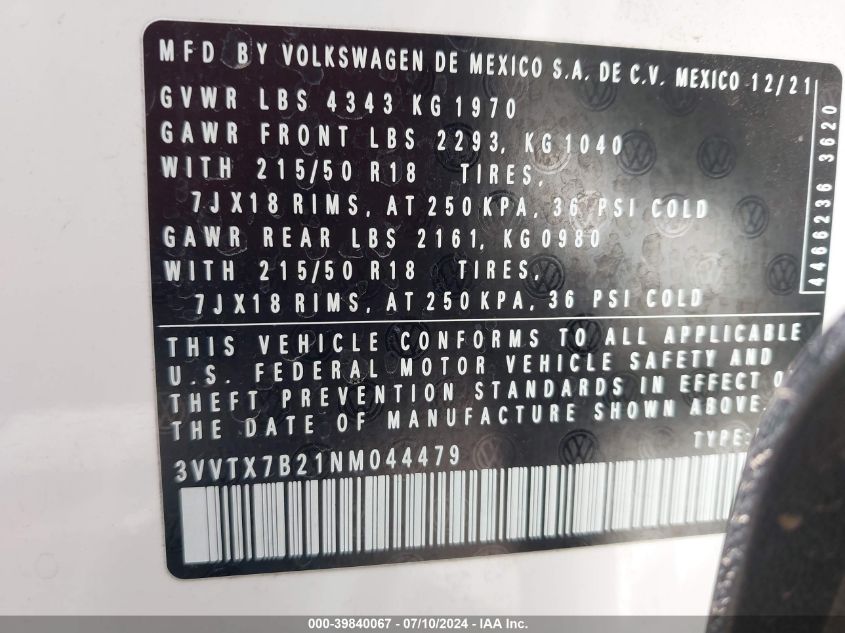 MFD BY VOLKSWAGEN DE MEXICO S.A. DE C.V. MEXICO 12/21
GVWR LBS 4343 KG 1970
GAWR FRONT LBS 2293, KG 1040
WITH 215/50 R18 TIRES,
7JX18 RIMS, AT 250 KPA, 36 PSI COLD
GAWR REAR LBS 2161, KG 0980
WITH 215/50 R18 TIRES,
7JX18 RIMS, AT 250 KPA, 36 PSI COLD
4466236 3620
THIS VEHICLE CONFORMS TO ALL APPLICABLE
U.S. FEDERAL MOTOR VEHICLE SAFETY AND
THEFT PREVENTION STANDARDS IN EFFECT
THE DATE OF MANUFACTURE SHOWN ABOVE.
TYPE:
3VVTX7B21NM044479
000-39840067 - 07/10/2024 - IAA Inc.